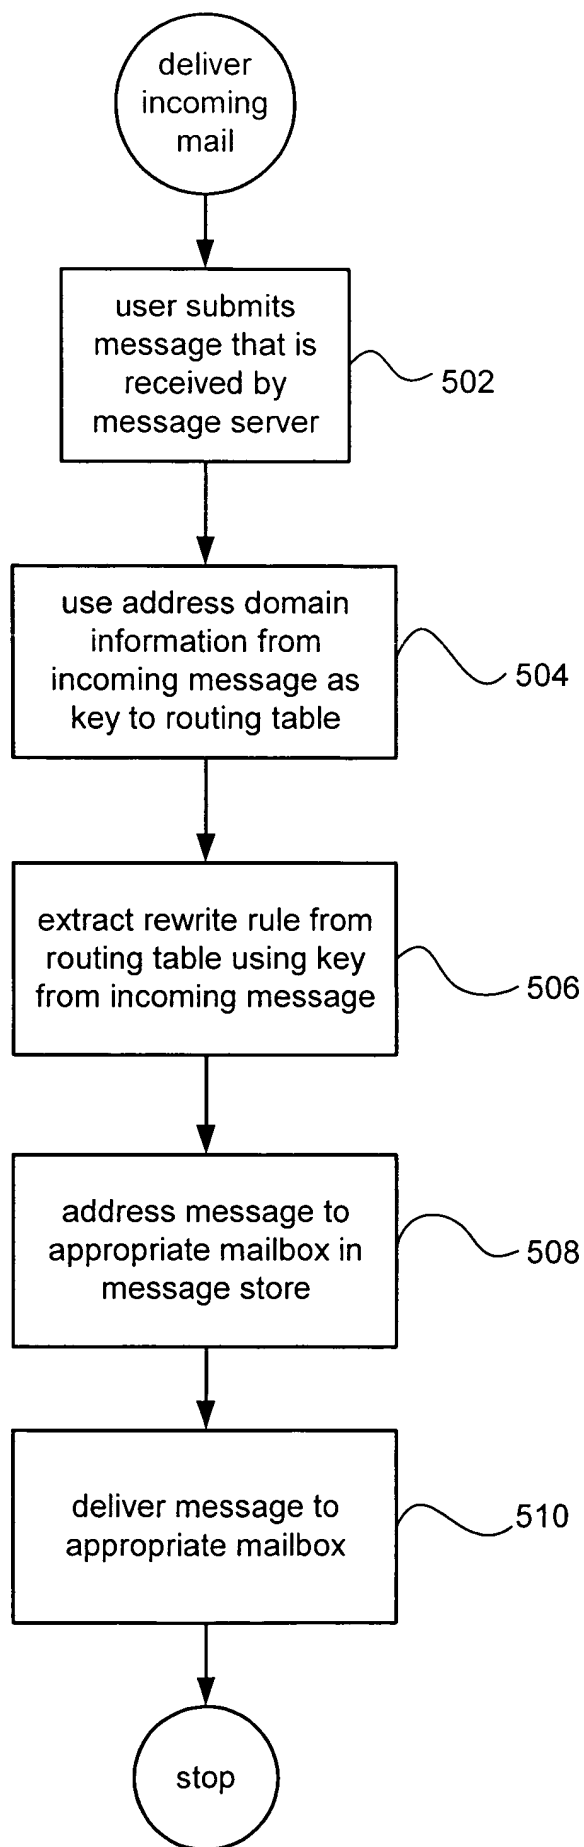 deliver
incoming
mail
user submits
message that is
received by
message server
502
use address domain
information from
incoming message as
key to routing table
504
extract rewrite rule from
routing table using key
from incoming message
506
address message to
appropriate mailbox in
message store
508
deliver message to
appropriate mailbox
510
stop